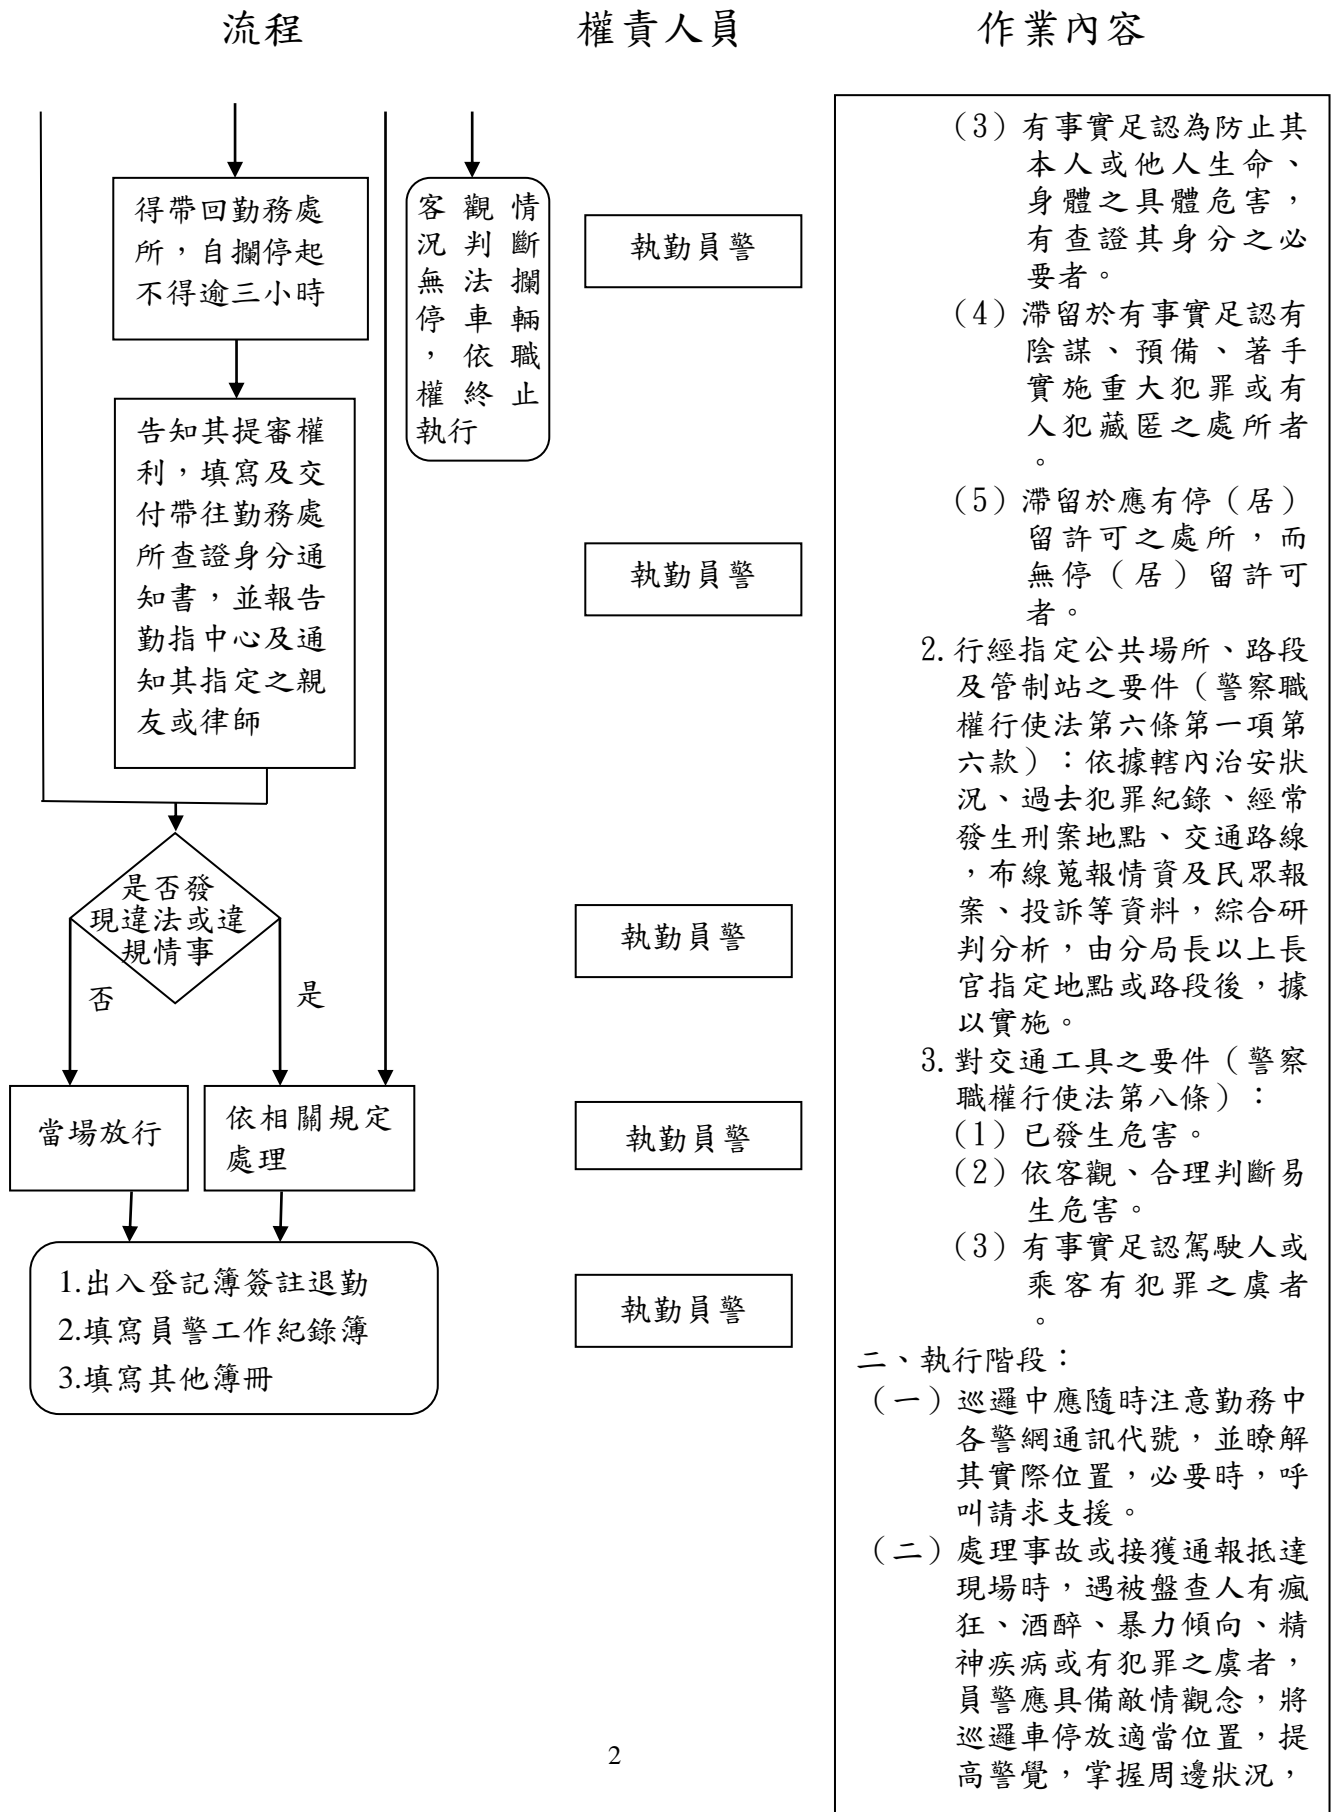 流程
權責人員
作業內容
得帶回勤務處
所，自攔停起
不得逾三小時
告知其提審權
利，填寫及交
付帶往勤務處
所查證身分通
知書，並報告
勤指中心及通
知其指定之親
友或律師
客觀情
況判斷
無法攔
停車輛
，依職
權終止
執行
是否發
現違法或違
規情事
否
是
當場放行
依相關規定
處理
1.出入登記簿簽註退勤
2.填寫員警工作紀錄簿
3.填寫其他簿冊
執勤員警
執勤員警
執勤員警
執勤員警
執勤員警
（3）有事實足認為防止其
本人或他人生命、
身體之具體危害，
有查證其身分之必
要者。
（4）滯留於有事實足認有
陰謀、預備、著手
實施重大犯罪或有
人犯藏匿之處所者
。
（5）滯留於應有停（居）
留許可之處所，而
無停（居）留許可
者。
2.行經指定公共場所、路段
及管制站之要件（警察職
權行使法第六條第一項第
六款）：依據轄內治安狀
況、過去犯罪紀錄、經常
發生刑案地點、交通路線
，布線蒐報情資及民眾報
案、投訴等資料，綜合研
判分析，由分局長以上長
官指定地點或路段後，據
以實施。
3.對交通工具之要件（警察
職權行使法第八條）：
（1）已發生危害。
（2）依客觀、合理判斷易
生危害。
（3）有事實足認駕駛人或
乘客有犯罪之虞者
。
二、執行階段：
（一）巡邏中應隨時注意勤務中
各警網通訊代號，並瞭解
其實際位置，必要時，呼
叫請求支援。
（二）處理事故或接獲通報抵達
現場時，遇被盤查人有瘋
狂、酒醉、暴力傾向、精
神疾病或有犯罪之虞者，
員警應具備敵情觀念，將
巡邏車停放適當位置，提
高警覺，掌握周邊狀況，
2